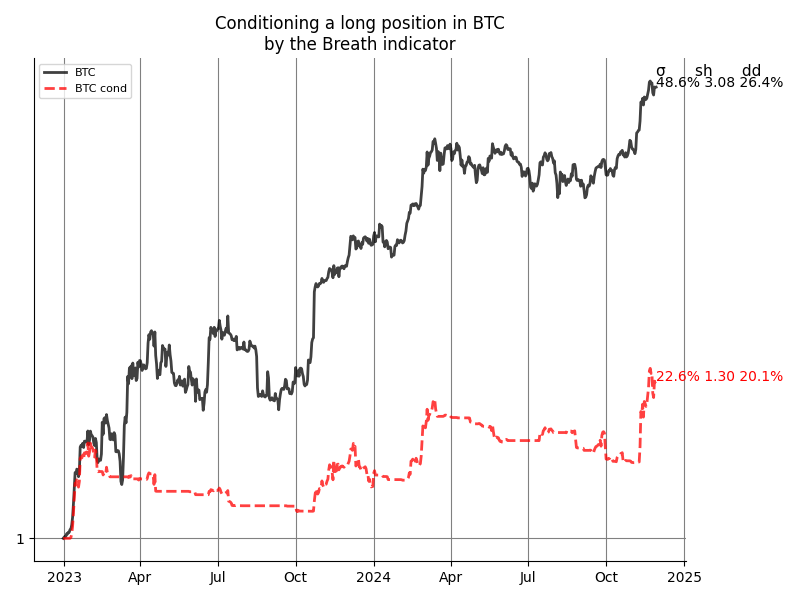 Conditioning a long position in BTC
by the Breath indicator
BTC
BTC cond
σ sh dd
48.6% 3.08 26.4%
22.6% 1.30 20.1%
1
2023 Apr Jul Oct 2024 Apr Jul Oct 2025